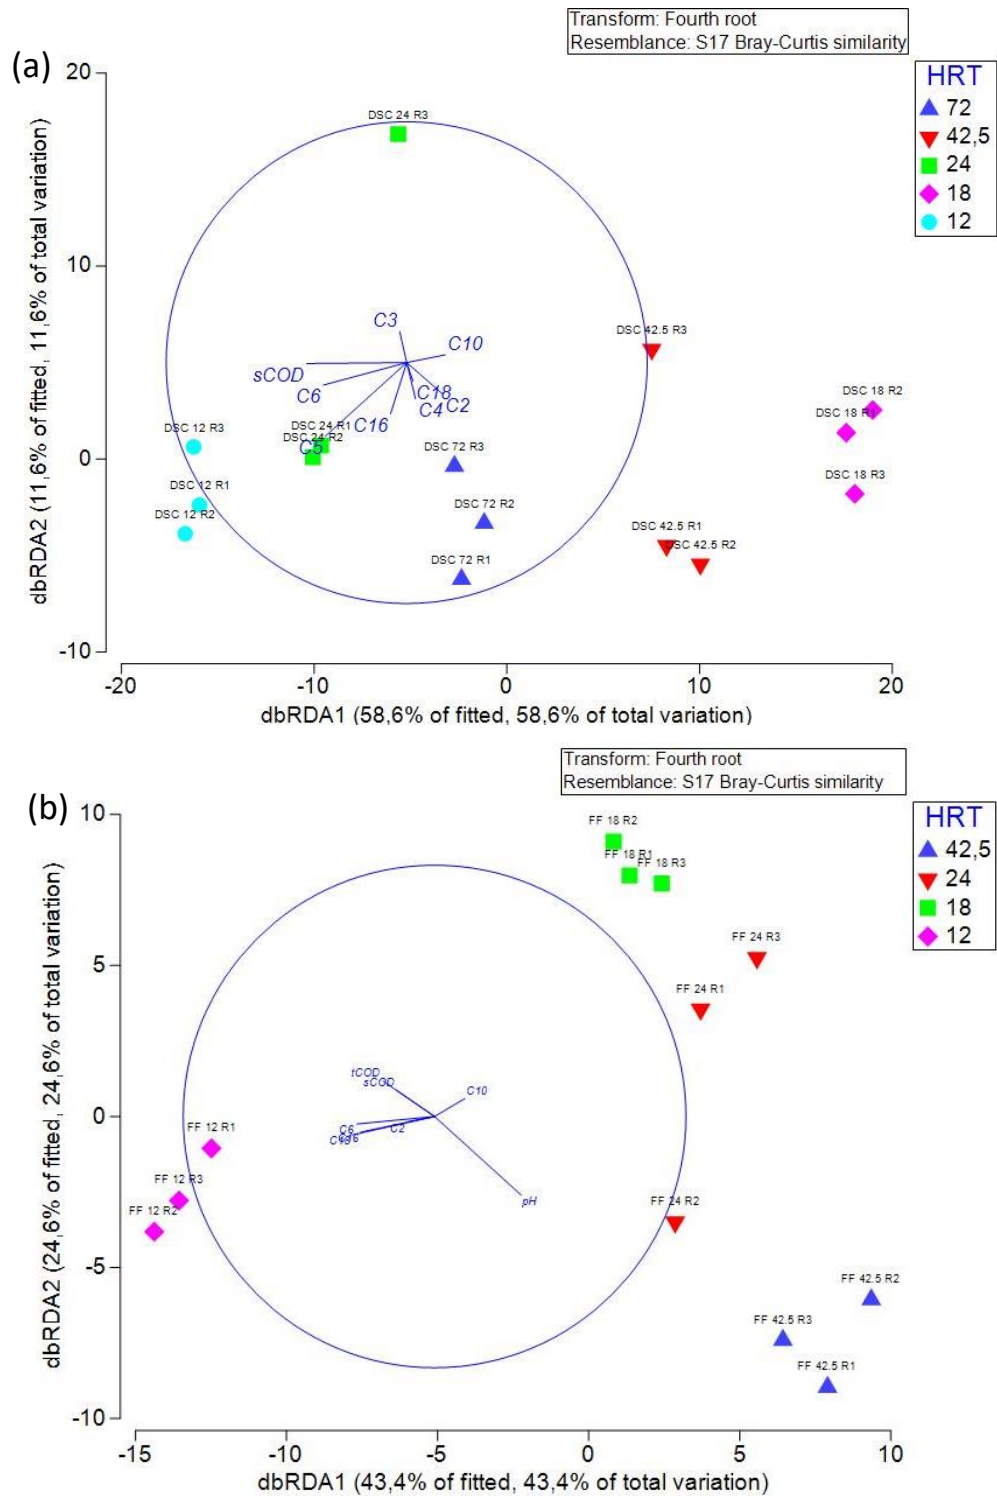 Transform: Fourth root
Resemblance: S17 Bray-Curtis similarity
(a)
HRT
72
42,5
24
18
12
20
10
0
-10
dbRDA2 (11,6% of fitted, 11,6% of total variation)
DSC 24 R3
C3
C10
sCOD
C6
C18
C2
C4
C16
C5
DSC 42.5 R3
DSC 18 R2
DSC 18 R1
DSC 12 R3
DSC 24 R1
DSC 24 R2
DSC 72 R3
DSC 18 R3
DSC 12 R1
DSC 72 R2
DSC 12 R2
DSC 42.5 R1
DSC 42.5 R2
DSC 72 R1
-20
-10
0
10
20
dbRDA1 (58,6% of fitted, 58,6% of total variation)
Transform: Fourth root
Resemblance: S17 Bray-Curtis similarity
(b)
HRT
42,5
24
18
12
10
5
0
-5
-10
dbRDA2 (24,6% of fitted, 24,6% of total variation)
FF 18 R2
FF 18 R1
FF 18 R3
FF 24 R3
FF 24 R1
tCOD
sCOD
C10
C6
C2
pH
FF 12 R1
FF 12 R3
FF 12 R2
FF 24 R2
FF 42.5 R2
FF 42.5 R3
FF 42.5 R1
-15
-10
-5
0
5
10
dbRDA1 (43,4% of fitted, 43,4% of total variation)